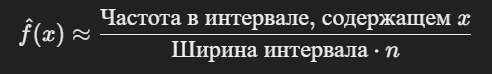 f̂(x) ≈ Частота в интервале, содержащем x
Ширина интервала · n